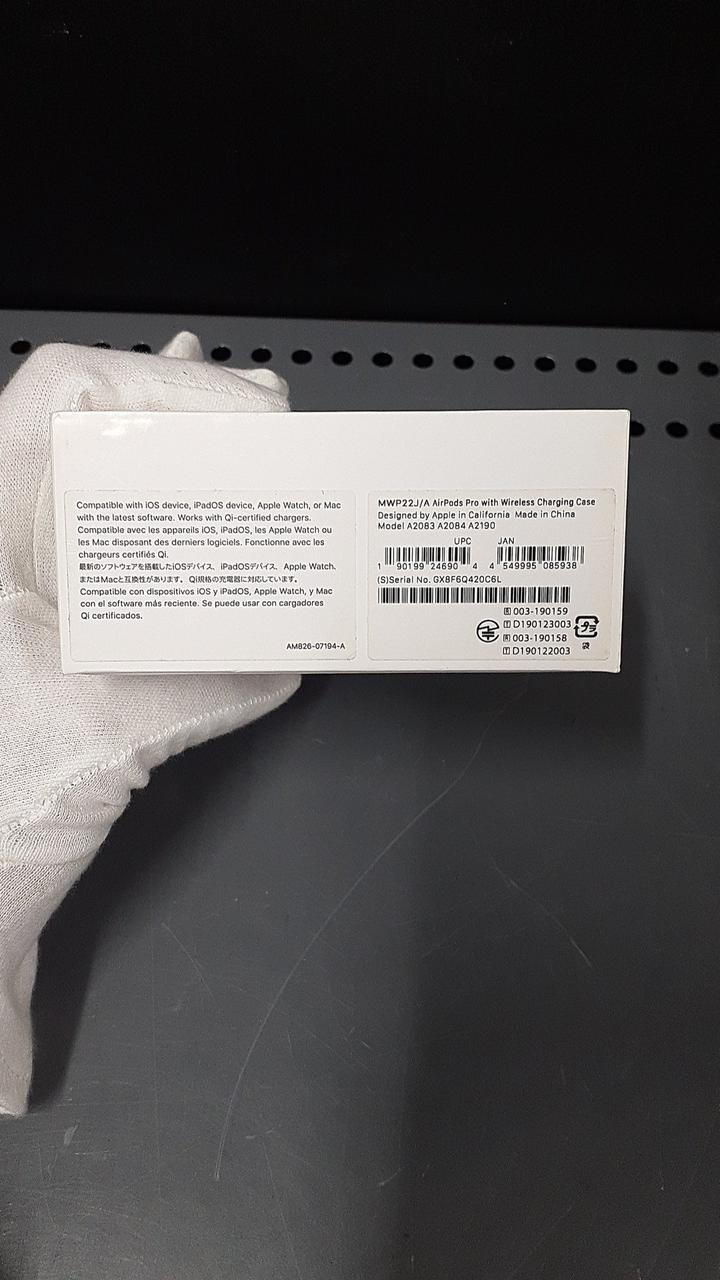 Compatible with iOS device, iPadOS device, Apple Watch, or Mac
with the latest software. Works with Qi-certified chargers.
Compatible avec les appareils iOS, iPadOS, les Apple Watch ou
les Mac disposant des derniers logiciels. Fonctionne avec les
chargeurs certifiés Qi.
最新のソフトウェアを搭載したiOSデバイス、iPadOSデバイス、Apple Watch、
またはMacと互換性があります。 Qi規格の充電器に対応しています。
Compatible con dispositivos iOS y iPadOS, Apple Watch, y Mac
con el software más reciente. Se puede usar con cargadores
Qi certificados.
AM826-07194-A
MWP22J/A AirPods Pro with Wireless Charging Case
Designed by Apple in California Made in China
Model A2083 A2084 A2190
UPC JAN
1 90199 24690 4 4 549995 085938
(S)Serial No. GX8F6Q420C6L
R 003-190159
T D190123003
R 003-190158
T D190122003
プラ
袋